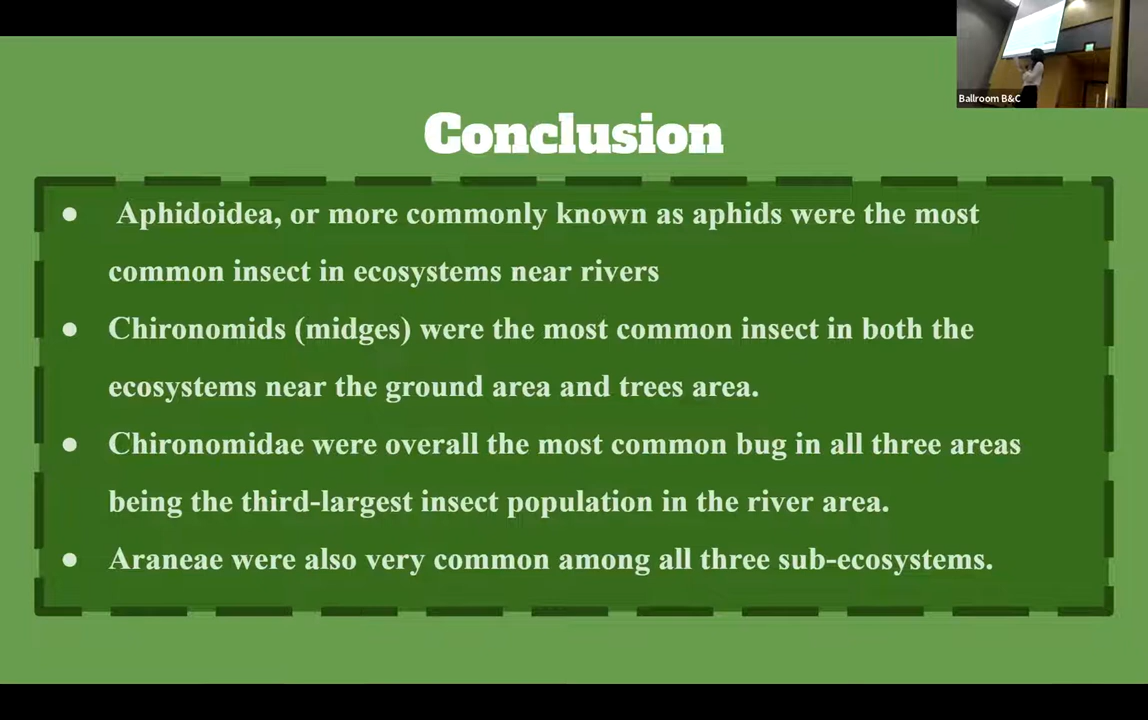 Ballroom B&C
Conclusion
● Aphidoidea, or more commonly known as aphids were the most
common insect in ecosystems near rivers
● Chironomids (midges) were the most common insect in both the
ecosystems near the ground area and trees area.
● Chironomidae were overall the most common bug in all three areas
being the third-largest insect population in the river area.
● Araneae were also very common among all three sub-ecosystems.